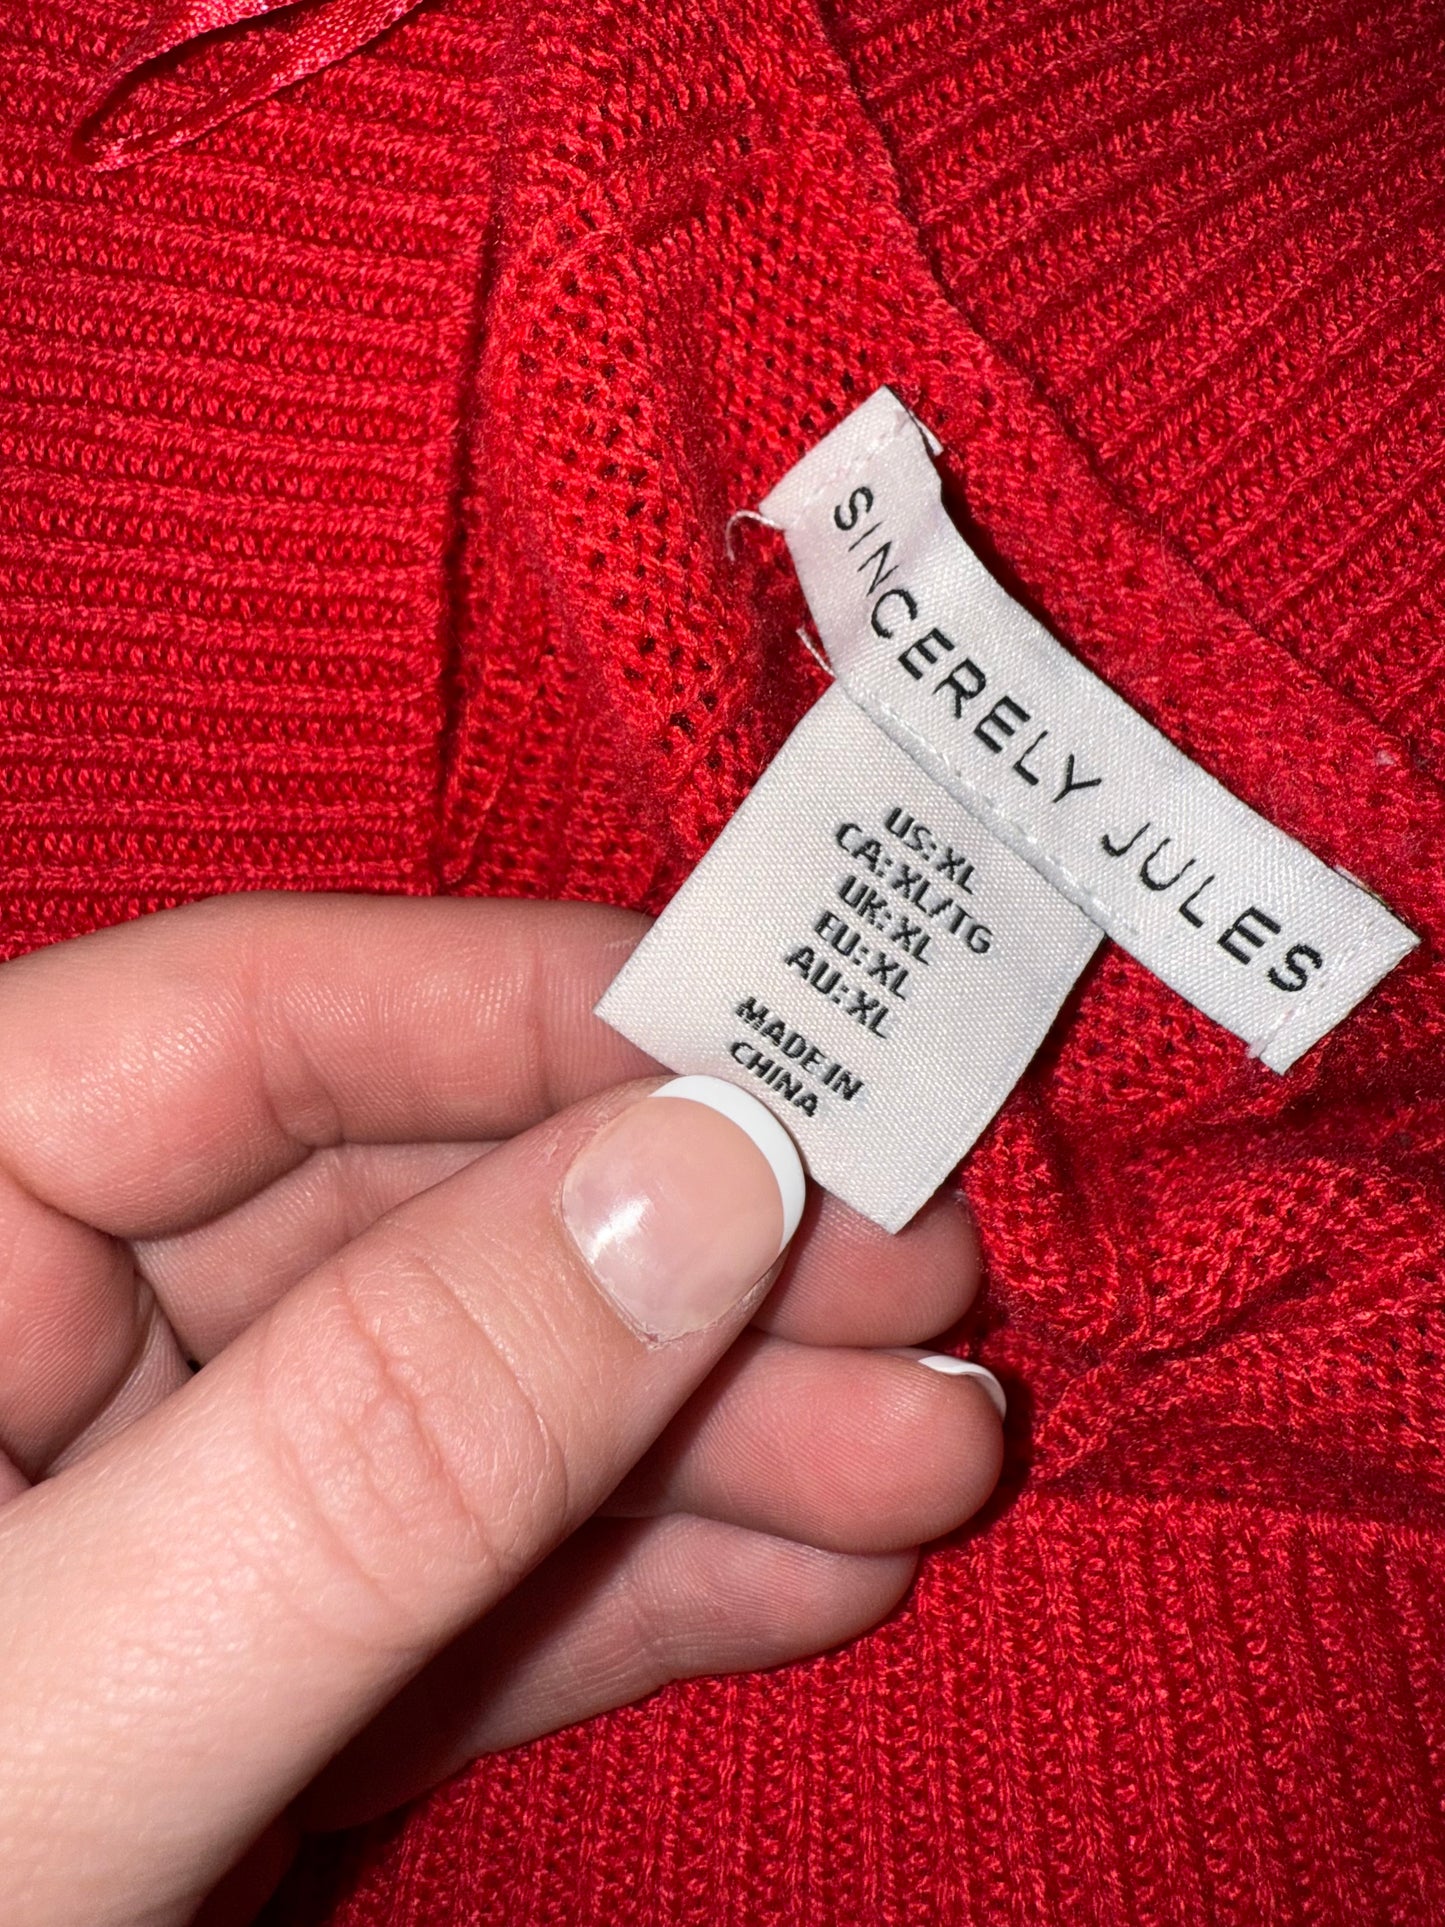 SINCERELY JULES
US: XL
CA: XL/TG
UK: XL
EU: XL
AU: XL
MADE IN
CHINA